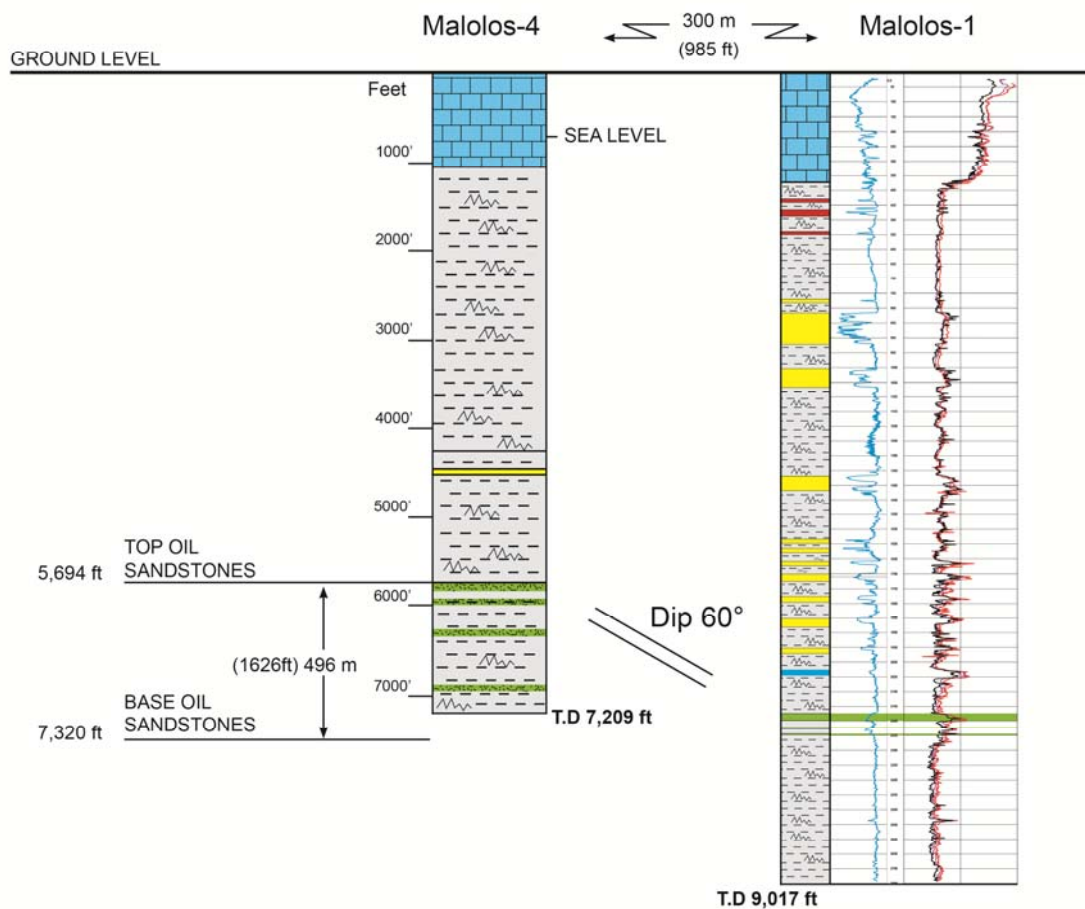 Malolos-4
300 m
(985 ft)
Malolos-1
GROUND LEVEL
Feet
SEA LEVEL
1000'
2000'
3000'
4000'
5000'
TOP OIL
SANDSTONES
5,694 ft
6000'
Dip 60°
(1626ft) 496 m
7000'
BASE OIL
SANDSTONES
7,320 ft
T.D 7,209 ft
T.D 9,017 ft